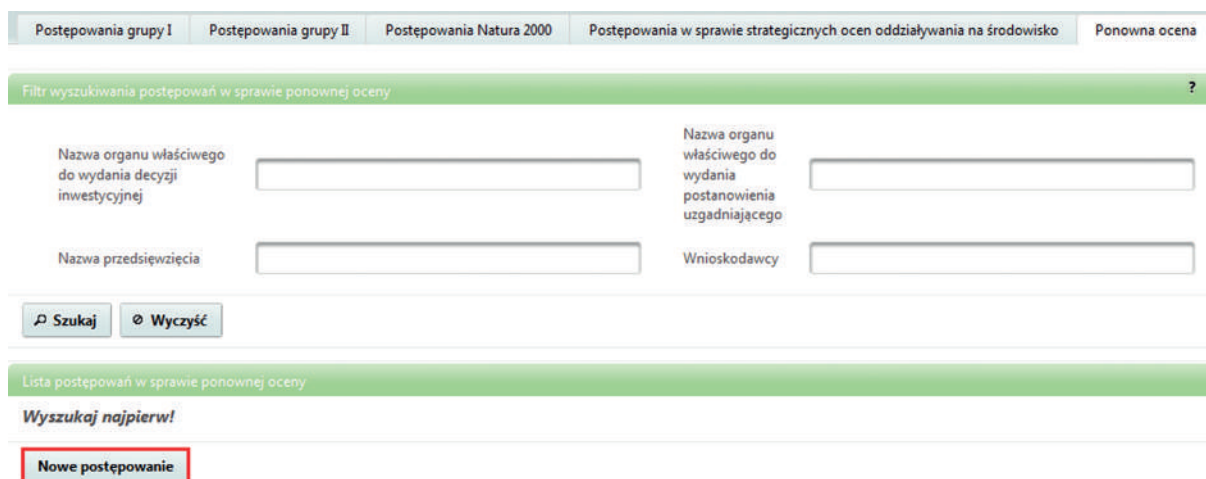 Postępowania grupy I Postępowania grupy II Postępowania Natura 2000 Postępowania w sprawie strategicznych ocen oddziaływania na środowisko Ponowna ocena
Filtr wyszukiwania postępowań w sprawie ponownej oceny ?
Nazwa organu właściwego
do wydania decyzji
inwestycyjnej
Nazwa organu
właściwego do
wydania
postanowienia
uzgadniającego
Nazwa przedsięwzięcia
Wnioskodawcy
Szukaj Wyczyść
Lista postępowań w sprawie ponownej oceny
Wyszukaj najpierw!
Nowe postępowanie